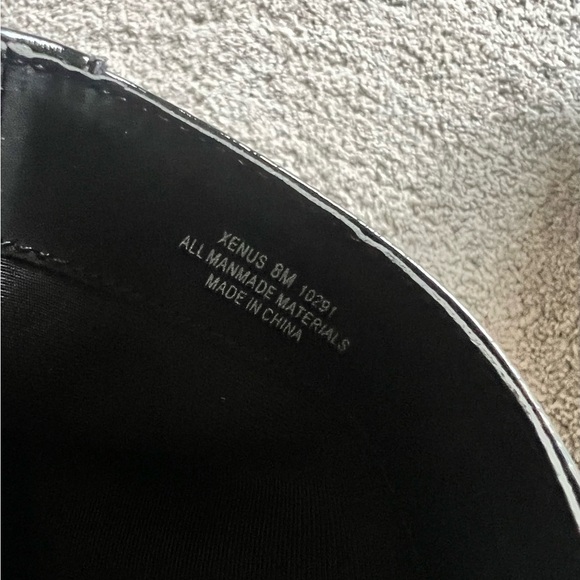 XENUS 8M 10291
ALL MANMADE MATERIALS
MADE IN CHINA